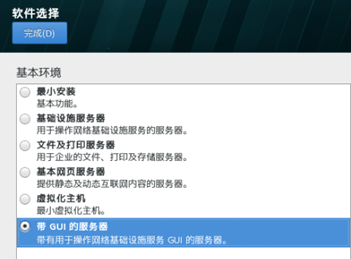 软件选择
完成(D)
基本环境
最小安装
基本功能。
基础设施服务器
用于操作网络基础设施服务的服务器。
文件及打印服务器
用于企业的文件、打印及存储服务器。
基本网页服务器
提供静态及动态互联网内容的服务器。
虚拟化主机
最小虚拟化主机。
带 GUI 的服务器
带有用于操作网络基础设施服务 GUI 的服务器。